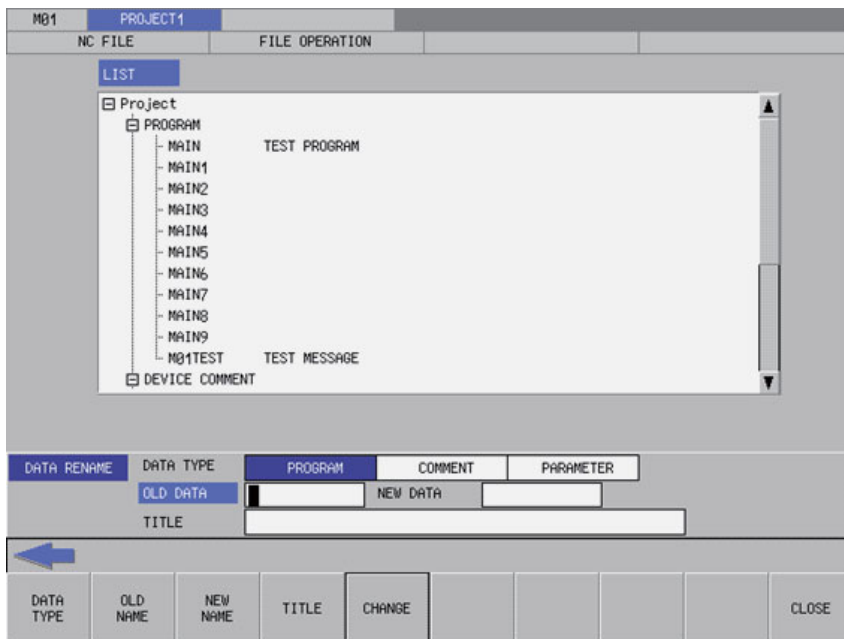 M01 PROJECT1
NC FILE FILE OPERATION
LIST
Project
PROGRAM
MAIN TEST PROGRAM
MAIN1
MAIN2
MAIN3
MAIN4
MAIN5
MAIN6
MAIN7
MAIN8
MAIN9
M01TEST TEST MESSAGE
DEVICE COMMENT
DATA RENAME DATA TYPE PROGRAM COMMENT PARAMETER
OLD DATA NEW DATA
TITLE
DATA TYPE OLD NAME NEW NAME TITLE CHANGE CLOSE